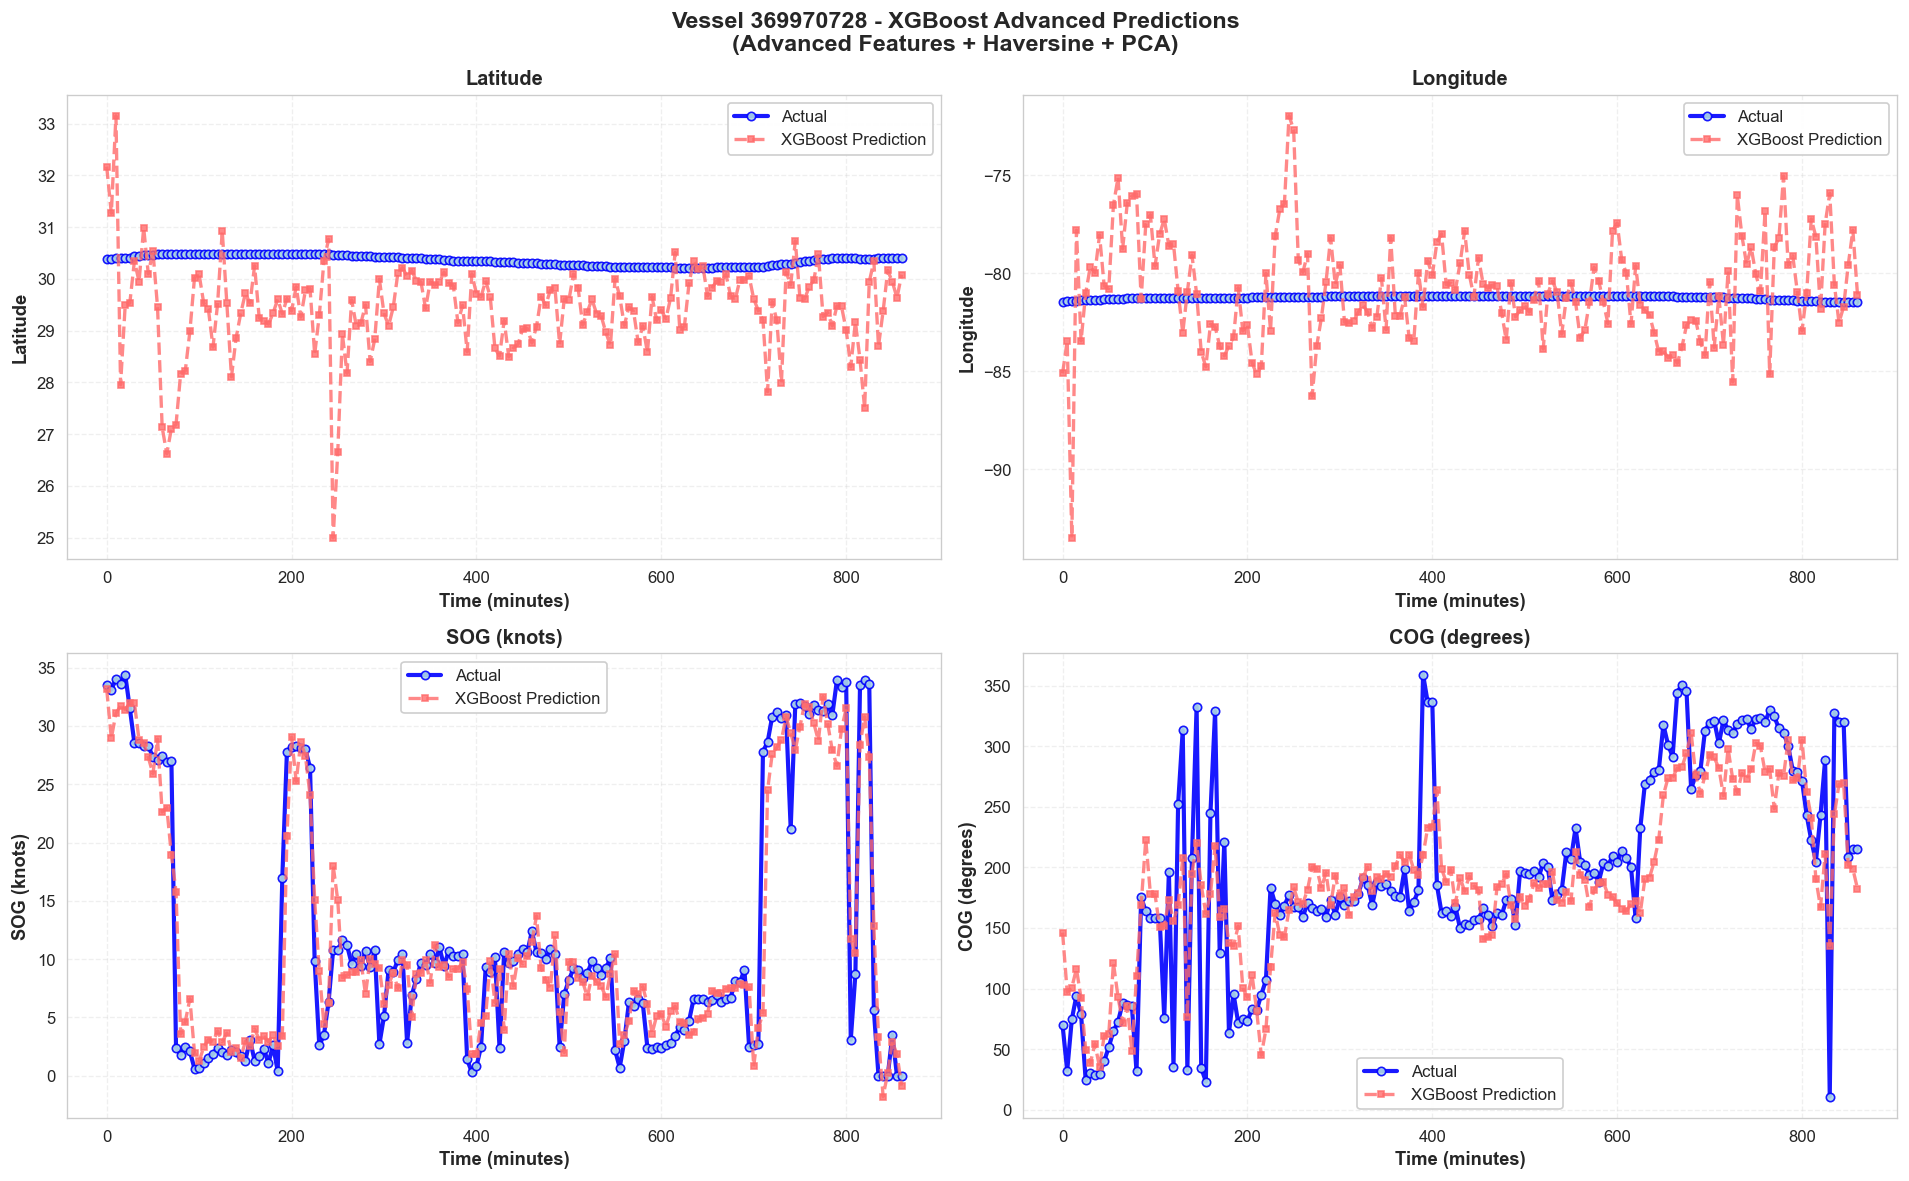 Vessel 369970728 - XGBoost Advanced Predictions
(Advanced Features + Haversine + PCA)
Latitude
Latitude
33
32
31
30
29
28
27
26
25
0
200
400
600
800
Time (minutes)
Actual
XGBoost Prediction
Longitude
Longitude
−75
−80
−85
−90
0
200
400
600
800
Time (minutes)
Actual
XGBoost Prediction
SOG (knots)
SOG (knots)
35
30
25
20
15
10
5
0
0
200
400
600
800
Time (minutes)
Actual
XGBoost Prediction
COG (degrees)
COG (degrees)
350
300
250
200
150
100
50
0
0
200
400
600
800
Time (minutes)
Actual
XGBoost Prediction